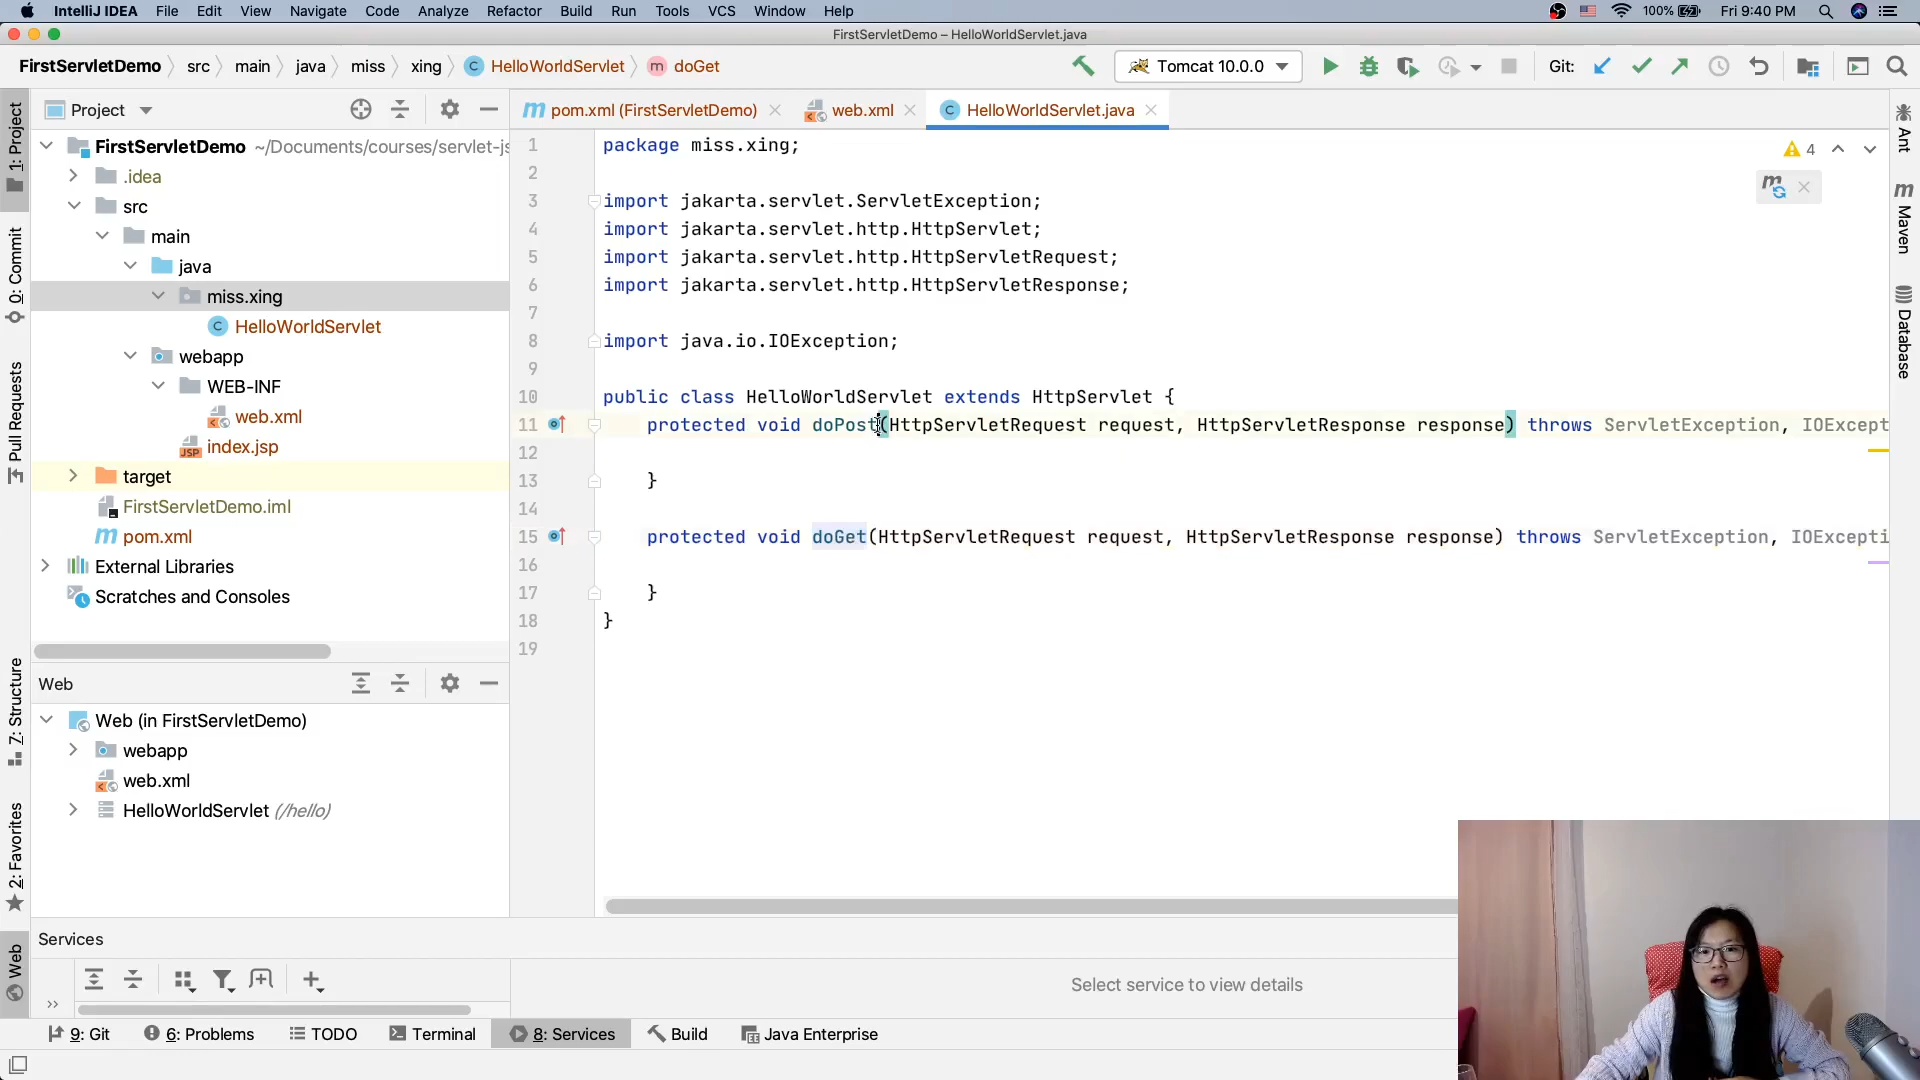 IntelliJ IDEA File Edit View Navigate Code Analyze Refactor Build Run Tools VCS Window Help 100% Fri 9:40 PM
FirstServletDemo – HelloWorldServlet.java
FirstServletDemo src main java miss xing HelloWorldServlet doGet Tomcat 10.0.0 Git:
Project pom.xml (FirstServletDemo) web.xml HelloWorldServlet.java
FirstServletDemo ~/Documents/courses/servlet-js
.idea
src
main
java
miss.xing
HelloWorldServlet
webapp
WEB-INF
web.xml
index.jsp
target
FirstServletDemo.iml
pom.xml
External Libraries
Scratches and Consoles
1 package miss.xing;
2
3 import jakarta.servlet.ServletException;
4 import jakarta.servlet.http.HttpServlet;
5 import jakarta.servlet.http.HttpServletRequest;
6 import jakarta.servlet.http.HttpServletResponse;
7
8 import java.io.IOException;
9
10 public class HelloWorldServlet extends HttpServlet {
11 protected void doPost(HttpServletRequest request, HttpServletResponse response) throws ServletException, IOExcept
12
13 }
14
15 protected void doGet(HttpServletRequest request, HttpServletResponse response) throws ServletException, IOExcepti
16
17 }
18 }
19
4
Web
Web (in FirstServletDemo)
webapp
web.xml
HelloWorldServlet (/hello)
Services
Select service to view details
9: Git 6: Problems TODO Terminal 8: Services Build Java Enterprise
1: Project
0: Commit
Pull Requests
7: Structure
2: Favorites
Web
Ant
m Maven
Database